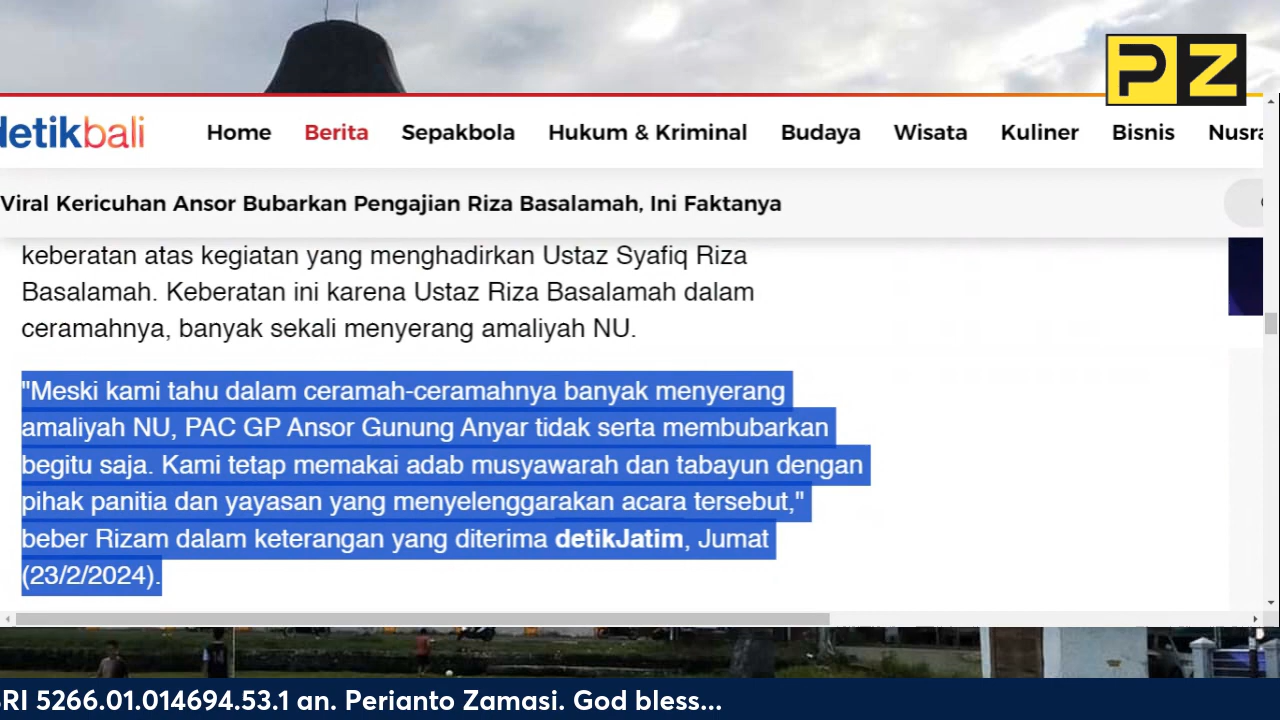 PZ
detikbali
Home Berita Sepakbola Hukum & Kriminal Budaya Wisata Kuliner Bisnis Nusra
Viral Kericuhan Ansor Bubarkan Pengajian Riza Basalamah, Ini Faktanya
keberatan atas kegiatan yang menghadirkan Ustaz Syafiq Riza
Basalamah. Keberatan ini karena Ustaz Riza Basalamah dalam
ceramahnya, banyak sekali menyerang amaliyah NU.
"Meski kami tahu dalam ceramah-ceramahnya banyak menyerang
amaliyah NU, PAC GP Ansor Gunung Anyar tidak serta membubarkan
begitu saja. Kami tetap memakai adab musyawarah dan tabayun dengan
pihak panitia dan yayasan yang menyelenggarakan acara tersebut,"
beber Rizam dalam keterangan yang diterima detikJatim, Jumat
(23/2/2024).
RI 5266.01.014694.53.1 an. Perianto Zamasi. God bless...